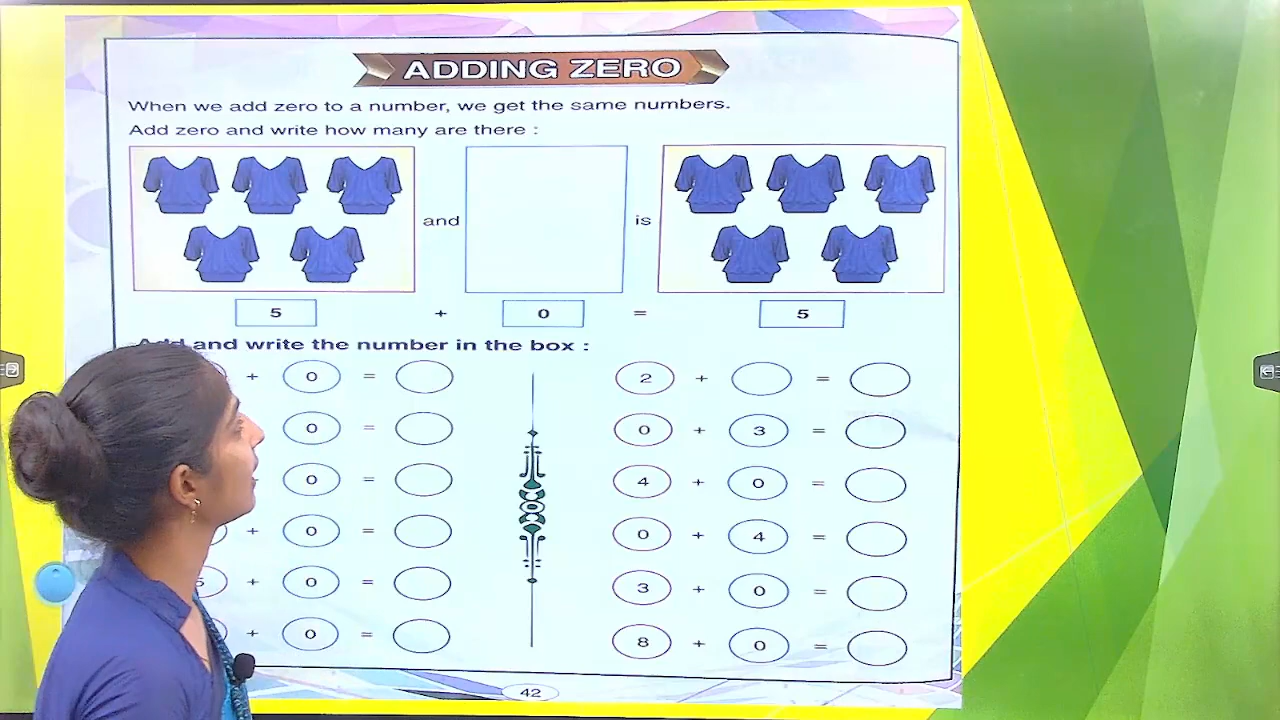 ADDING ZERO
When we add zero to a number, we get the same numbers.
Add zero and write how many are there :
and is
5 + 0 = 5
and write the number in the box :
+ 0 =
0 =
0 =
+ 0 =
5 + 0 =
+ 0 =
2 + =
0 + 3 =
4 + 0 =
0 + 4 =
3 + 0 =
8 + 0 =
42